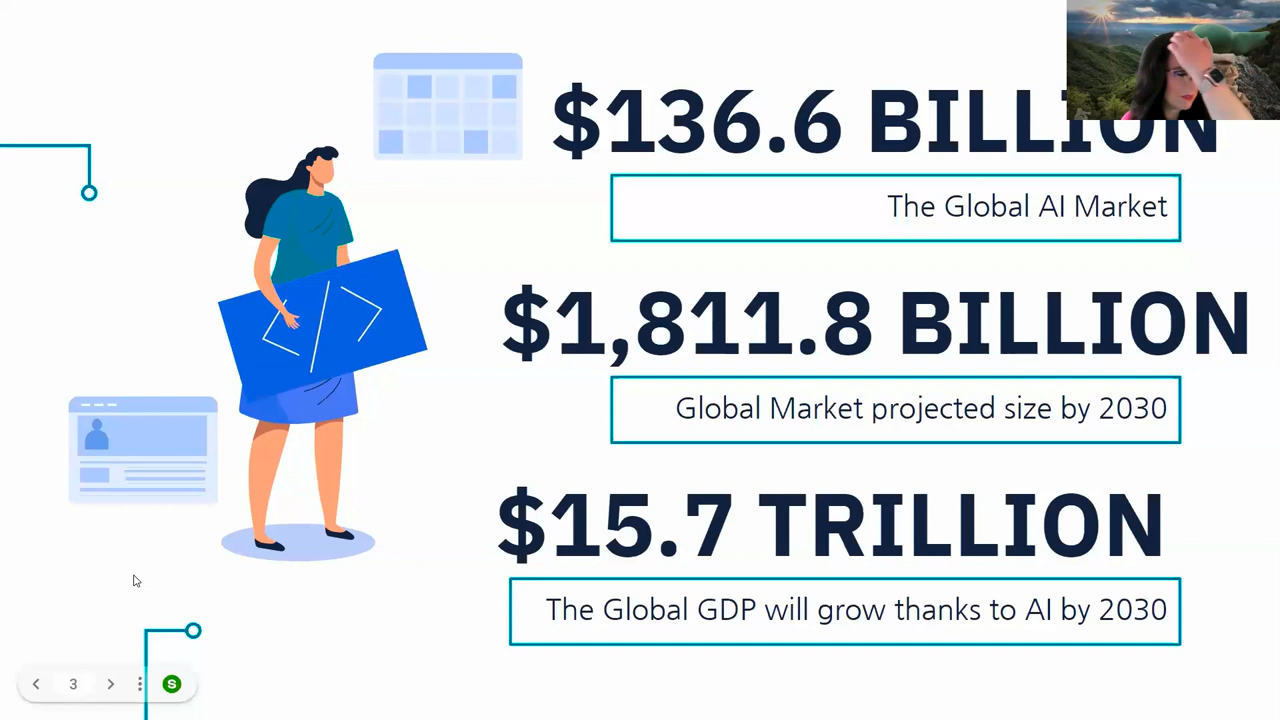 $136.6 BILLION
The Global AI Market
$1,811.8 BILLION
Global Market projected size by 2030
$15.7 TRILLION
The Global GDP will grow thanks to AI by 2030
3
S